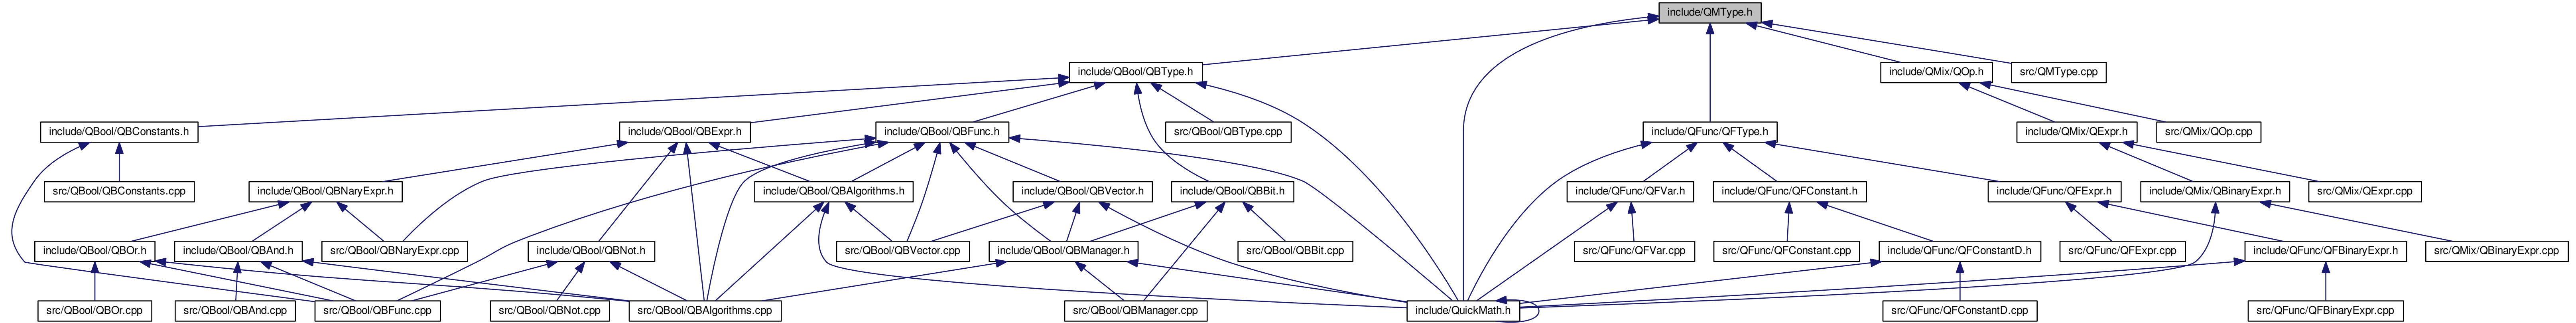 include/QMType.h
include/QBool/QBType.h
include/QMix/QOp.h
src/QMType.cpp
include/QBool/QBConstants.h
include/QBool/QBExpr.h
include/QBool/QBFunc.h
src/QBool/QBType.cpp
include/QFunc/QFType.h
include/QMix/QExpr.h
src/QMix/QOp.cpp
src/QBool/QBConstants.cpp
include/QBool/QBNaryExpr.h
include/QBool/QBAlgorithms.h
include/QBool/QBVector.h
include/QBool/QBBit.h
include/QFunc/QFVar.h
include/QFunc/QFConstant.h
include/QFunc/QFExpr.h
include/QMix/QBinaryExpr.h
src/QMix/QExpr.cpp
include/QBool/QBOr.h
include/QBool/QBAnd.h
src/QBool/QBNaryExpr.cpp
include/QBool/QBNot.h
src/QBool/QBVector.cpp
include/QBool/QBManager.h
src/QBool/QBBit.cpp
src/QFunc/QFVar.cpp
src/QFunc/QFConstant.cpp
include/QFunc/QFConstantD.h
src/QFunc/QFExpr.cpp
include/QFunc/QFBinaryExpr.h
src/QMix/QBinaryExpr.cpp
src/QBool/QBOr.cpp
src/QBool/QBAnd.cpp
src/QBool/QBFunc.cpp
src/QBool/QBNot.cpp
src/QBool/QBAlgorithms.cpp
src/QBool/QBManager.cpp
include/QuickMath.h
src/QFunc/QFConstantD.cpp
src/QFunc/QFBinaryExpr.cpp